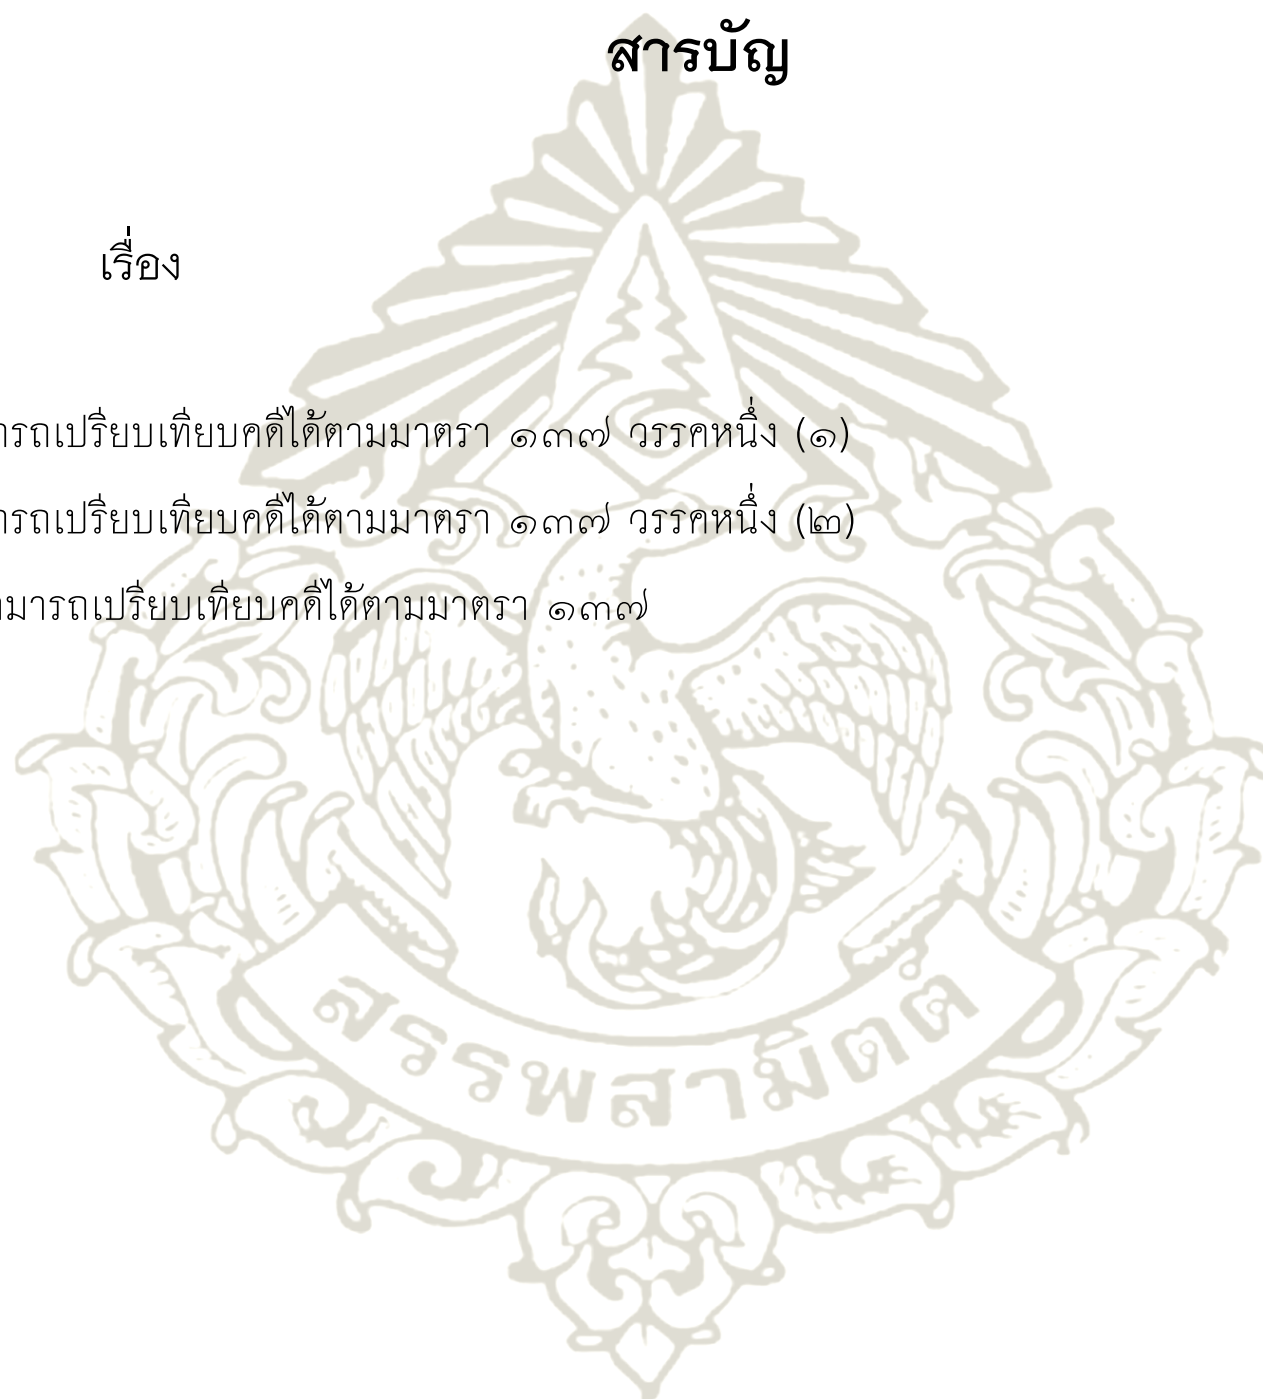 สารบัญ
เรื่อง
ารถเปรียบเทียบคดีได้ตามมาตรา ๑๓๗ วรรคหนึ่ง (๑)
ารถเปรียบเทียบคดีได้ตามมาตรา ๑๓๗ วรรคหนึ่ง (๒)
ามารถเปรียบเทียบคดีได้ตามมาตรา ๑๓๗
สรรพสามิตต์